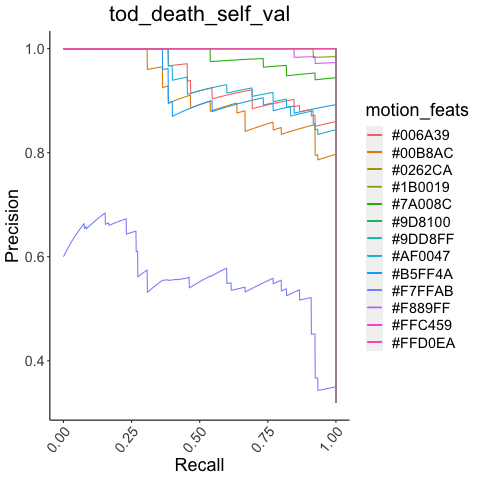 tod_death_self_val
Precision
1.0
0.8
0.6
0.4
0.00
0.25
0.50
0.75
1.00
Recall
motion_feats
#006A39
#00B8AC
#0262CA
#1B0019
#7A008C
#9D8100
#9DD8FF
#AF0047
#B5FF4A
#F7FFAB
#F889FF
#FFC459
#FFD0EA